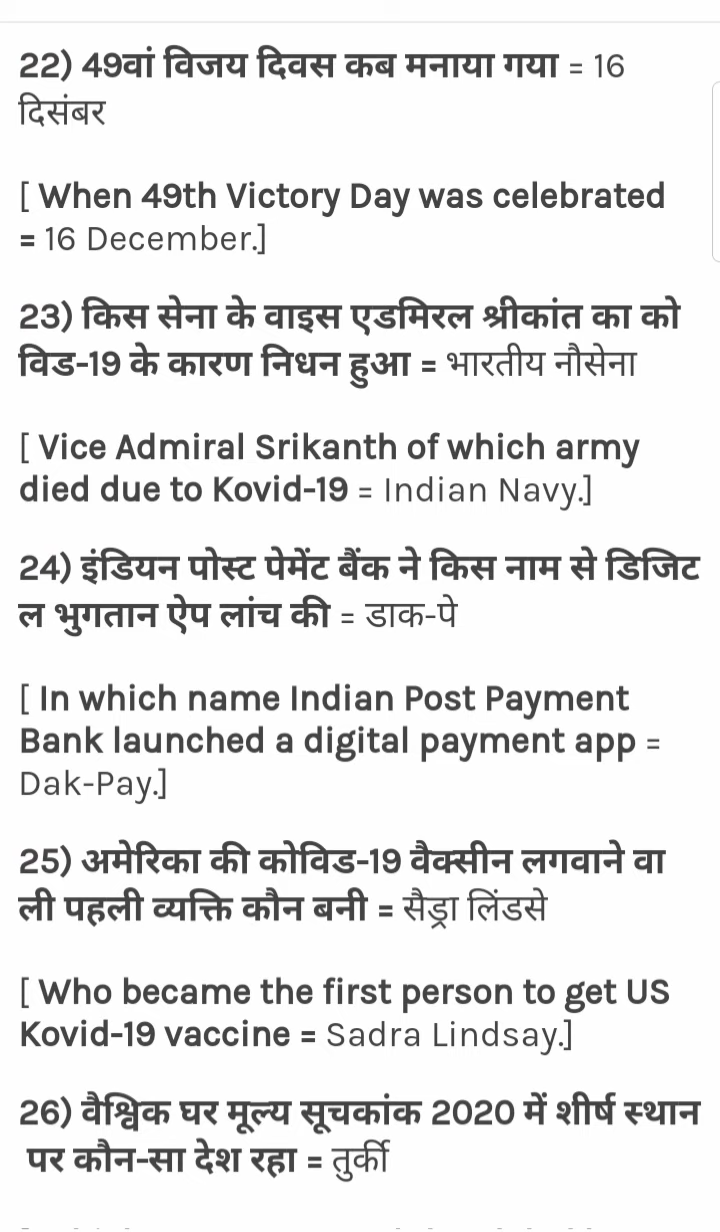 22) 49वां विजय दिवस कब मनाया गया = 16
दिसंबर
[ When 49th Victory Day was celebrated
= 16 December.]
23) किस सेना के वाइस एडमिरल श्रीकांत का को
विड-19 के कारण निधन हुआ = भारतीय नौसेना
[ Vice Admiral Srikanth of which army
died due to Kovid-19 = Indian Navy.]
24) इंडियन पोस्ट पेमेंट बैंक ने किस नाम से डिजिट
ल भुगतान ऐप लांच की = डाक-पे
[ In which name Indian Post Payment
Bank launched a digital payment app =
Dak-Pay.]
25) अमेरिका की कोविड-19 वैक्सीन लगवाने वा
ली पहली व्यक्ति कौन बनी = सैड्रा लिंडसे
[ Who became the first person to get US
Kovid-19 vaccine = Sadra Lindsay.]
26) वैश्विक घर मूल्य सूचकांक 2020 में शीर्ष स्थान
पर कौन-सा देश रहा = तुर्की